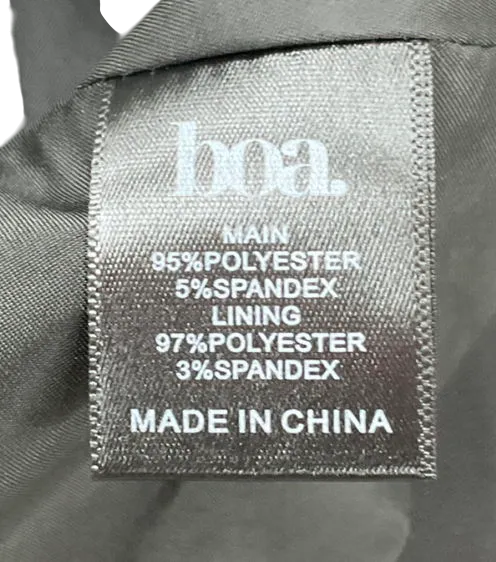 boa.
MAIN
95%POLYESTER
5%SPANDEX
LINING
97%POLYESTER
3%SPANDEX
MADE IN CHINA